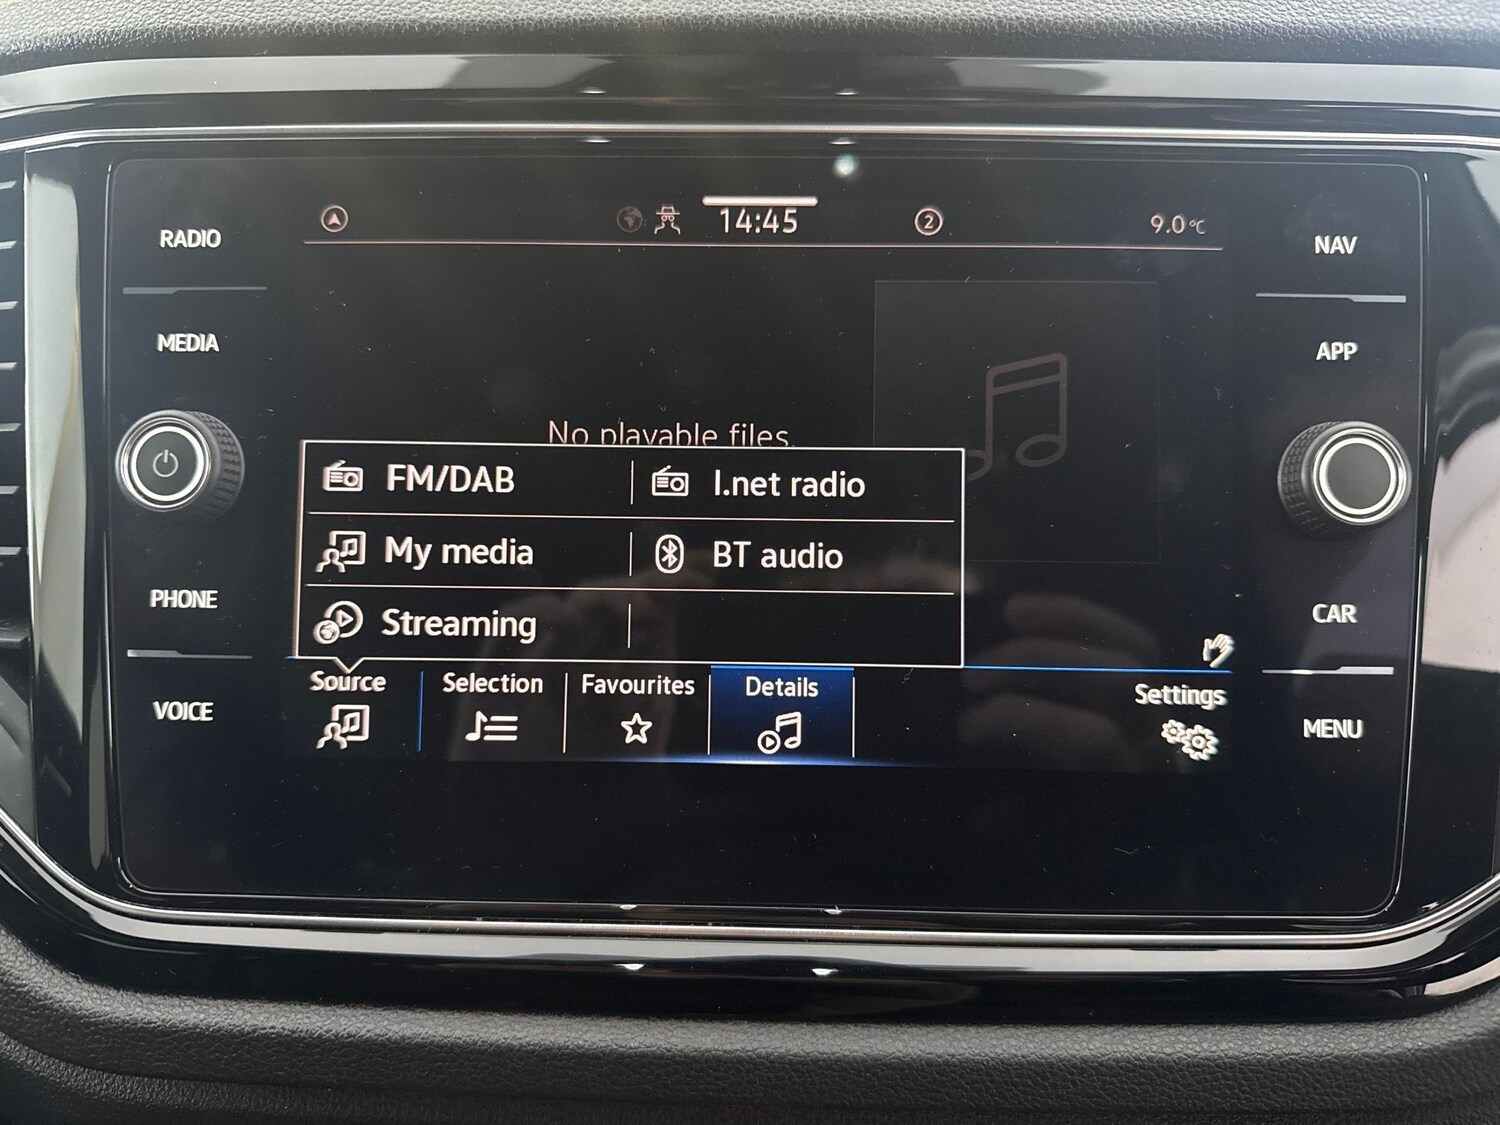 14:45
2
9.0°C
RADIO
MEDIA
PHONE
VOICE
NAV
APP
CAR
MENU
No playable files.
FM/DAB
I.net radio
My media
BT audio
Streaming
Source
Selection
Favourites
Details
Settings